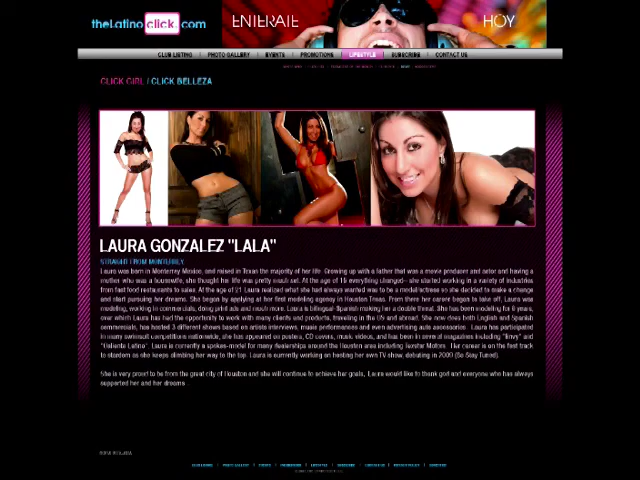 theLatinoclick.com
ENTERATE HOY
CLUB LISTING | PHOTO GALLERY | EVENTS | PROMOTIONS | LIFESTYLE | SUBSCRIBE | CONTACT US
CLICK GIRL / CLICK BELLEZA
LAURA GONZALEZ "LALA"
STRAIGHT FROM MONTERREY
Laura was born in Monterrey Mexico, and raised in Texas the majority of her life. Growing up with a father that was a movie producer and actor and having a
mother who was a housewife, she thought her life was pretty much set. At the age of 16 everything changed-- she started working in a variety of industries
from fast food restaurants to sales. At the age of 21 Laura realized what she had always wanted was to be a model/actress so she decided to make a change
and start pursuing her dreams. She began by applying at her first modeling agency in Houston Texas. From there her career began to take off, Laura was
modeling, working in commercials, doing print ads and much more. Laura is bilingual-Spanish making her a double threat. She has been modeling for 8 years,
over which Laura has had the opportunity to work with many clients and products, traveling in the US and abroad. She now does both English and Spanish
commercials, has hosted 3 different shows based on artists interviews, music performances and even advertising auto accessories. Laura has participated
in many swimsuit competitions nationwide, she has appeared on posters, CD covers, music videos, and has been in several magazines including "Envy" and
"Caliente Latina". Laura is currently a spokes-model for many dealerships around the Houston area including Texstar Motors. Her career is on the fast track
to stardom as she keeps climbing her way to the top. Laura is currently working on hosting her own TV show, debuting in 2009 (So Stay Tuned).
She is very proud to be from the great city of Houston and she will continue to achieve her goals, Laura would like to thank god and everyone who has always
supported her and her dreams.